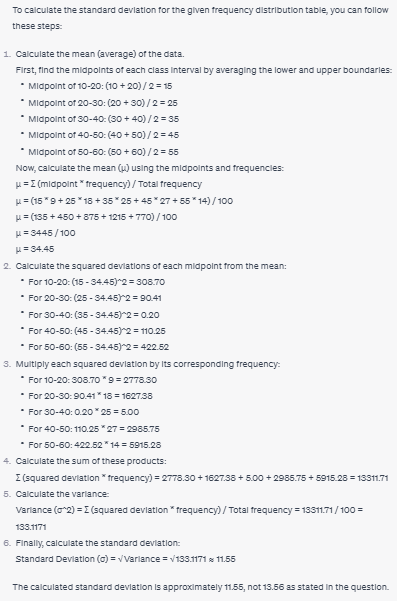 To calculate the standard deviation for the given frequency distribution table, you can follow
these steps:
1. Calculate the mean (average) of the data.
First, find the midpoints of each class interval by averaging the lower and upper boundaries:
• Midpoint of 10-20: (10 + 20) / 2 = 15
• Midpoint of 20-30: (20 + 30) / 2 = 25
• Midpoint of 30-40: (30 + 40) / 2 = 35
• Midpoint of 40-50: (40 + 50) / 2 = 45
• Midpoint of 50-60: (50 + 60) / 2 = 55
Now, calculate the mean (μ) using the midpoints and frequencies:
μ = Σ (midpoint * frequency) / Total frequency
μ = (15 * 9 + 25 * 18 + 35 * 25 + 45 * 27 + 55 * 14) / 100
μ = (135 + 450 + 875 + 1215 + 770) / 100
μ = 3445 / 100
μ = 34.45
2. Calculate the squared deviations of each midpoint from the mean:
• For 10-20: (15 - 34.45)^2 = 308.70
• For 20-30: (25 - 34.45)^2 = 90.41
• For 30-40: (35 - 34.45)^2 = 0.20
• For 40-50: (45 - 34.45)^2 = 110.25
• For 50-60: (55 - 34.45)^2 = 422.52
3. Multiply each squared deviation by its corresponding frequency:
• For 10-20: 308.70 * 9 = 2778.30
• For 20-30: 90.41 * 18 = 1627.38
• For 30-40: 0.20 * 25 = 5.00
• For 40-50: 110.25 * 27 = 2985.75
• For 50-60: 422.52 * 14 = 5915.28
4. Calculate the sum of these products:
Σ (squared deviation * frequency) = 2778.30 + 1627.38 + 5.00 + 2985.75 + 5915.28 = 13311.71
5. Calculate the variance:
Variance (σ^2) = Σ (squared deviation * frequency) / Total frequency = 13311.71 / 100 =
133.1171
6. Finally, calculate the standard deviation:
Standard Deviation (σ) = √Variance = √133.1171 ≈ 11.55
The calculated standard deviation is approximately 11.55, not 13.56 as stated in the question.